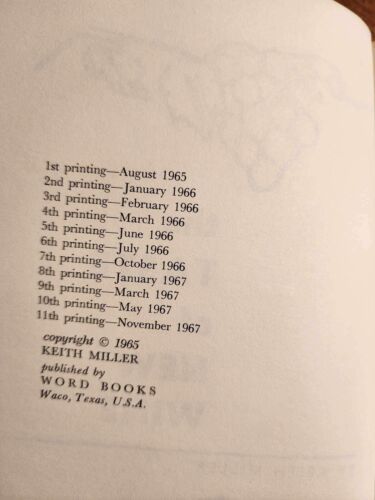 1st printing—August 1965
2nd printing—January 1966
3rd printing—February 1966
4th printing—March 1966
5th printing—June 1966
6th printing—July 1966
7th printing—October 1966
8th printing—January 1967
9th printing—March 1967
10th printing—May 1967
11th printing—November 1967
copyright © 1965
KEITH MILLER
published by
WORD BOOKS
Waco, Texas, U.S.A.